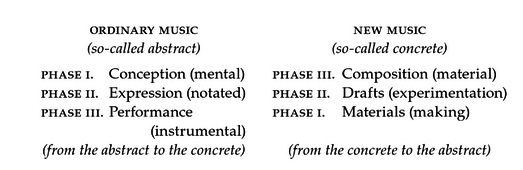 ORDINARY MUSIC
(so-called abstract)
PHASE I. Conception (mental)
PHASE II. Expression (notated)
PHASE III. Performance
(instrumental)
(from the abstract to the concrete)
NEW MUSIC
(so-called concrete)
PHASE III. Composition (material)
PHASE II. Drafts (experimentation)
PHASE I. Materials (making)
(from the concrete to the abstract)